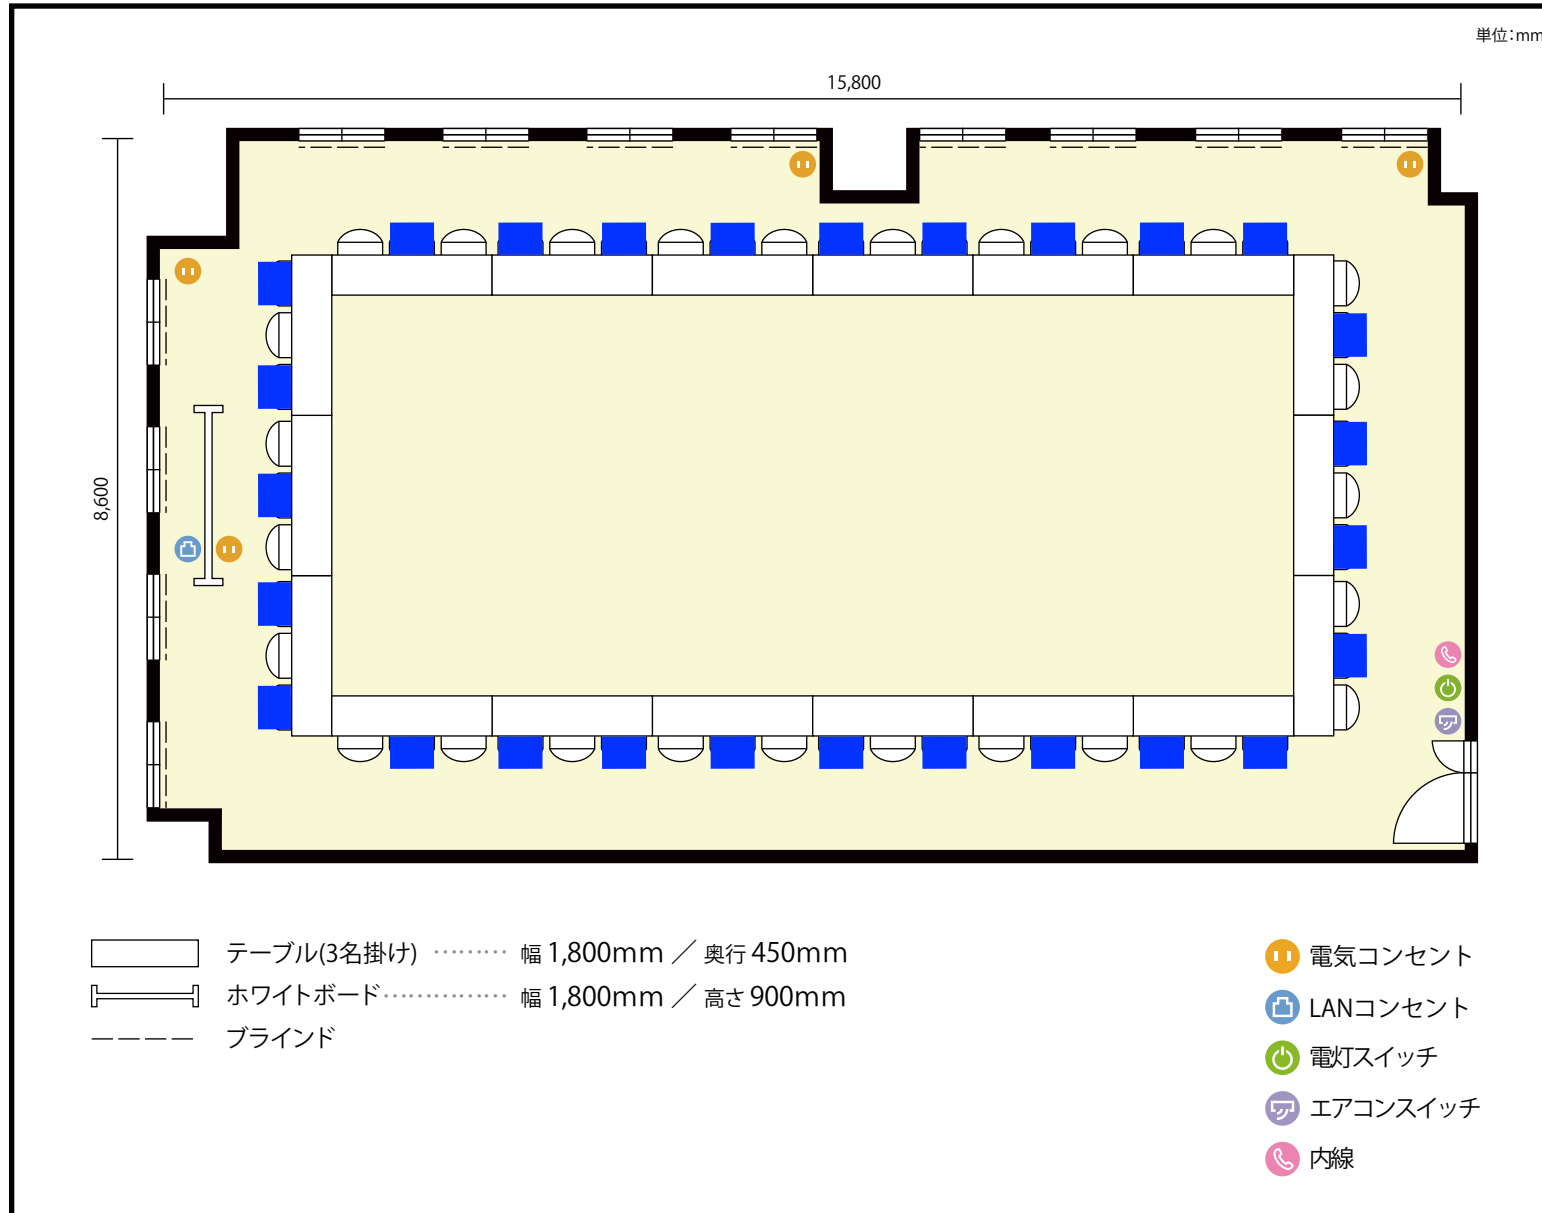 単位:mm
15,800
8,600
テーブル(3名掛け) ……… 幅 1,800mm ／ 奥行 450mm
ホワイトボード…………… 幅 1,800mm ／ 高さ 900mm
ブラインド
電気コンセント
LANコンセント
電灯スイッチ
エアコンスイッチ
内線